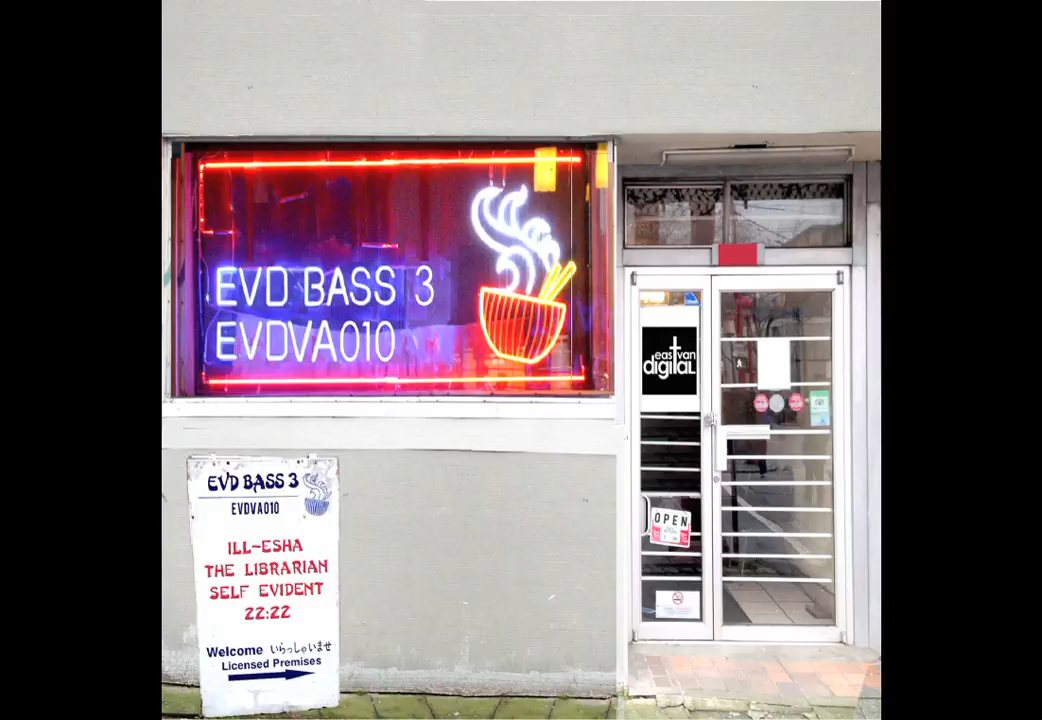 EVD BASS 3
EVDVA010
east van
digital
OPEN
EVD BASS 3
EVDVA010
ILL-ESHA
THE LIBRARIAN
SELF EVIDENT
22:22
Welcome いらっしゃいませ
Licensed Premises